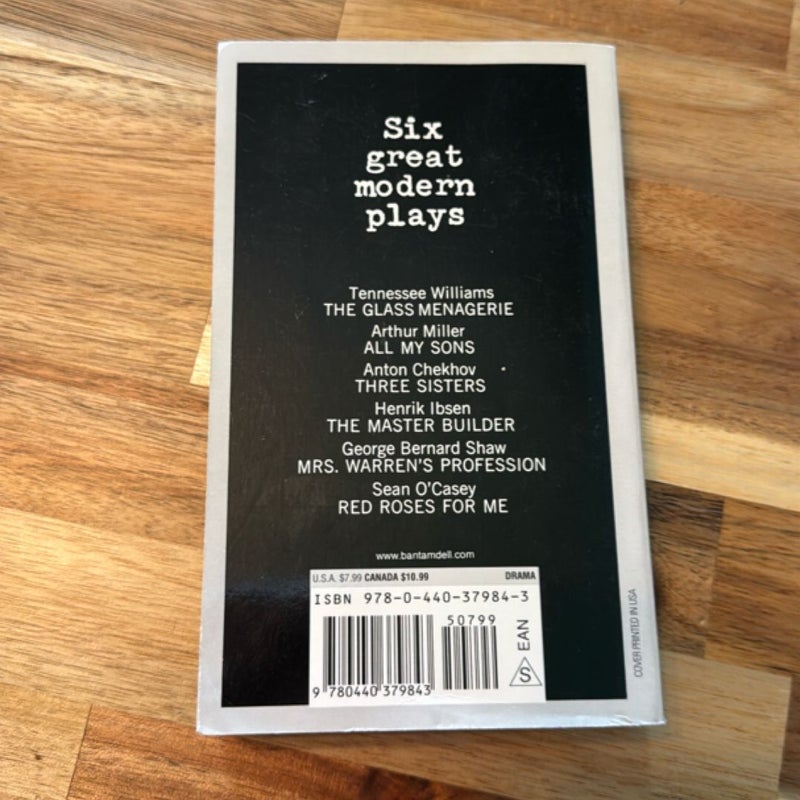 Six
great
modern
plays
Tennessee Williams
THE GLASS MENAGERIE
Arthur Miller
ALL MY SONS
Anton Chekhov
THREE SISTERS
Henrik Ibsen
THE MASTER BUILDER
George Bernard Shaw
MRS. WARREN'S PROFESSION
Sean O'Casey
RED ROSES FOR ME
www.bantamdell.com
U.S.A. $7.99 CANADA $10.99 DRAMA
ISBN 978-0-440-37984-3
50799
9 780440 379843
S EAN
COVER PRINTED IN USA